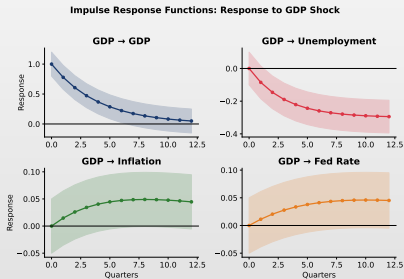 Impulse Response Functions: Response to GDP Shock
GDP → GDP
GDP → Unemployment
Response
1.0
0.5
0.0
0.0
−0.2
−0.4
0.0 2.5 5.0 7.5 10.0 12.5
0.0 2.5 5.0 7.5 10.0 12.5
GDP → Inflation
GDP → Fed Rate
Response
0.10
0.05
0.00
−0.05
0.10
0.05
0.00
−0.05
0.0 2.5 5.0 7.5 10.0 12.5
0.0 2.5 5.0 7.5 10.0 12.5
Quarters
Quarters